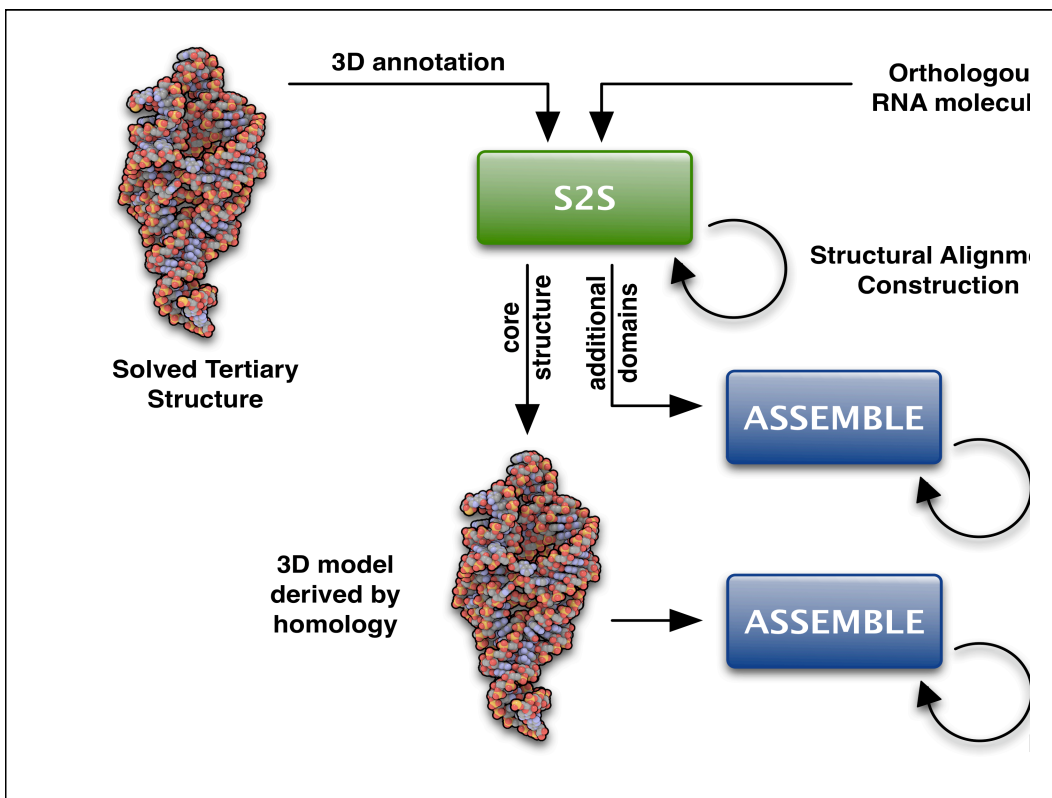 3D annotation
Orthologou
RNA molecul
S2S
Structural Alignme
Construction
core
structure
additional
domains
Solved Tertiary
Structure
ASSEMBLE
3D model
derived by
homology
ASSEMBLE